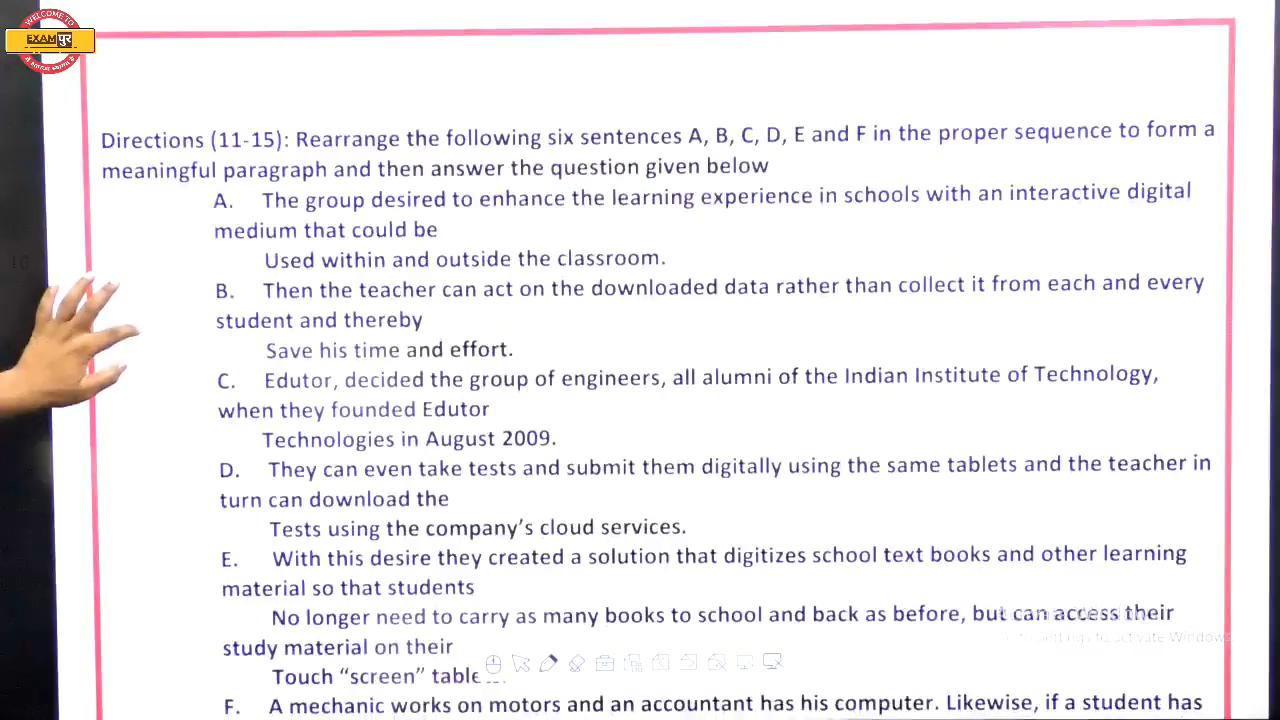 WELCOME TO
EXAM पुर
Directions (11-15): Rearrange the following six sentences A, B, C, D, E and F in the proper sequence to form a
meaningful paragraph and then answer the question given below
A. The group desired to enhance the learning experience in schools with an interactive digital
medium that could be
Used within and outside the classroom.
B. Then the teacher can act on the downloaded data rather than collect it from each and every
student and thereby
Save his time and effort.
C. Edutor, decided the group of engineers, all alumni of the Indian Institute of Technology,
when they founded Edutor
Technologies in August 2009.
D. They can even take tests and submit them digitally using the same tablets and the teacher in
turn can download the
Tests using the company's cloud services.
E. With this desire they created a solution that digitizes school text books and other learning
material so that students
No longer need to carry as many books to school and back as before, but can access their
study material on their
Touch “screen” table
F. A mechanic works on motors and an accountant has his computer. Likewise, if a student has